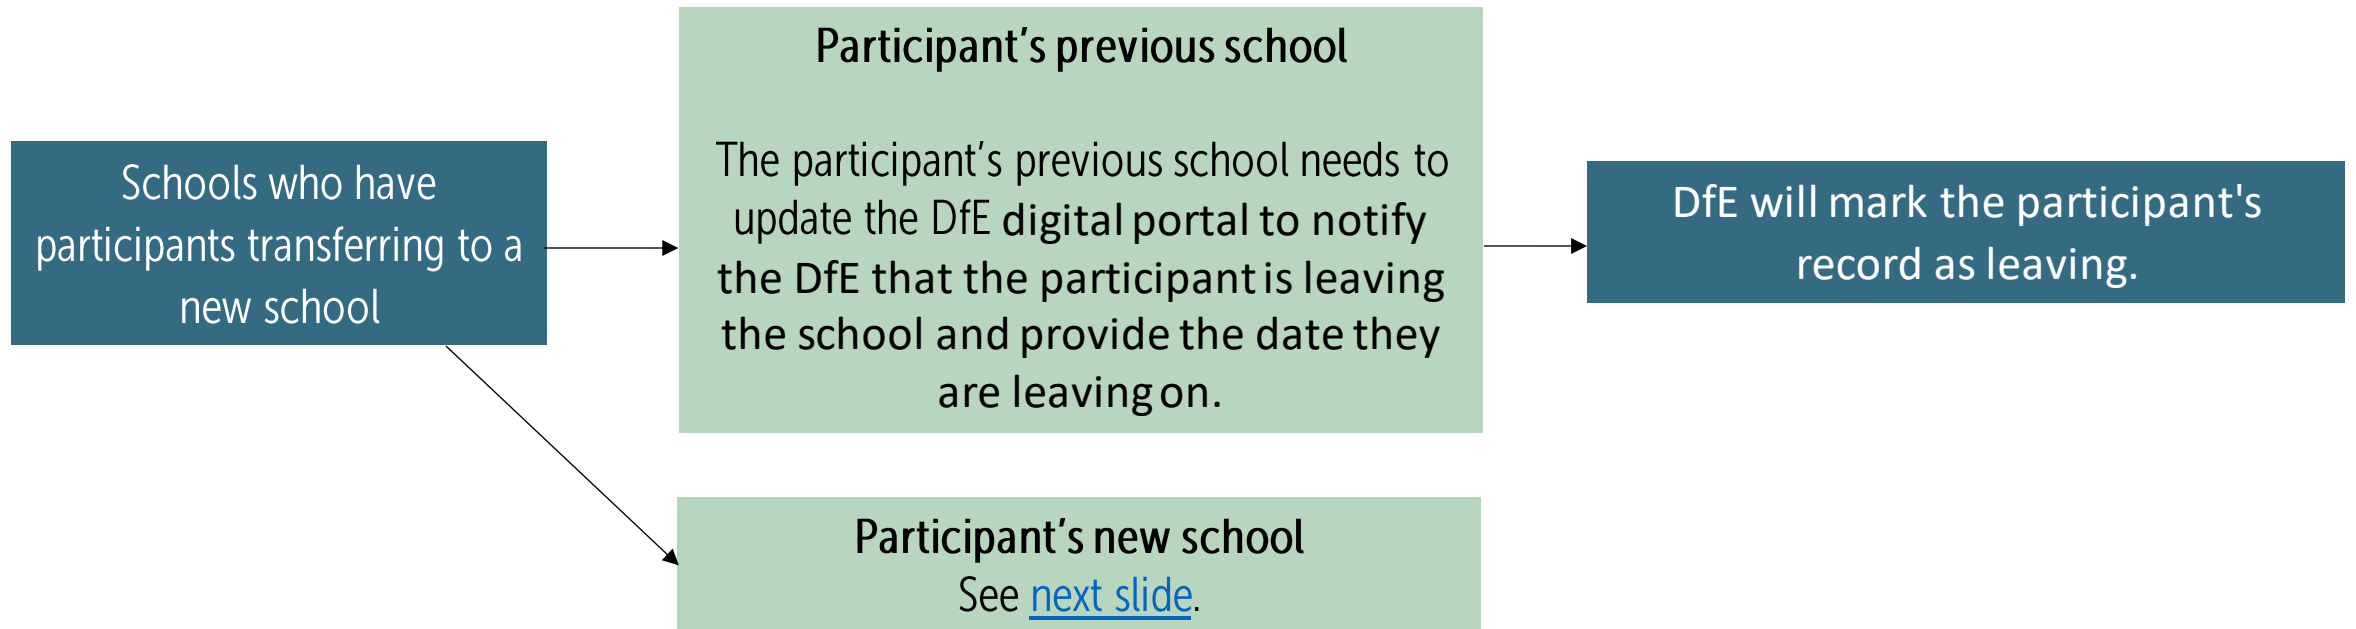 Schools who have
participants transferring to a
new school
Participant’s previous school
The participant’s previous school needs to
update the DfE digital portal to notify
the DfE that the participant is leaving
the school and provide the date they
are leaving on.
DfE will mark the participant's
record as leaving.
Participant’s new school
See next slide.